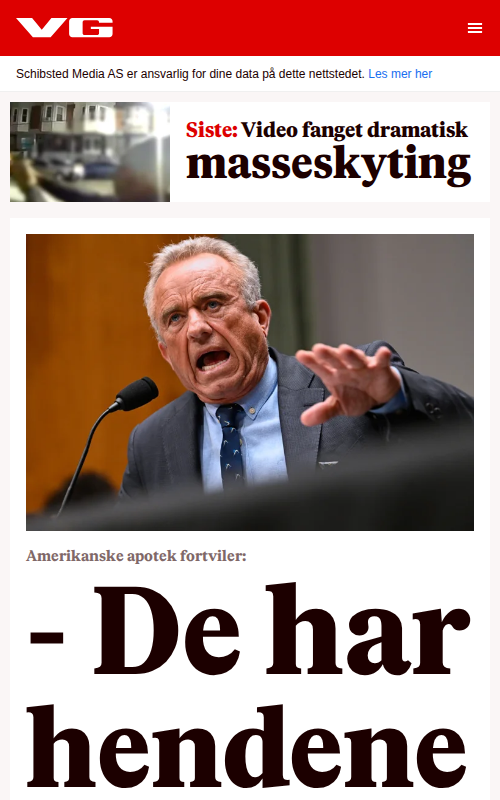 VG
Schibsted Media AS er ansvarlig for dine data på dette nettstedet. Les mer her
Siste: Video fanget dramatisk
masseskyting
Amerikanske apotek fortviler:
- De har
hendene